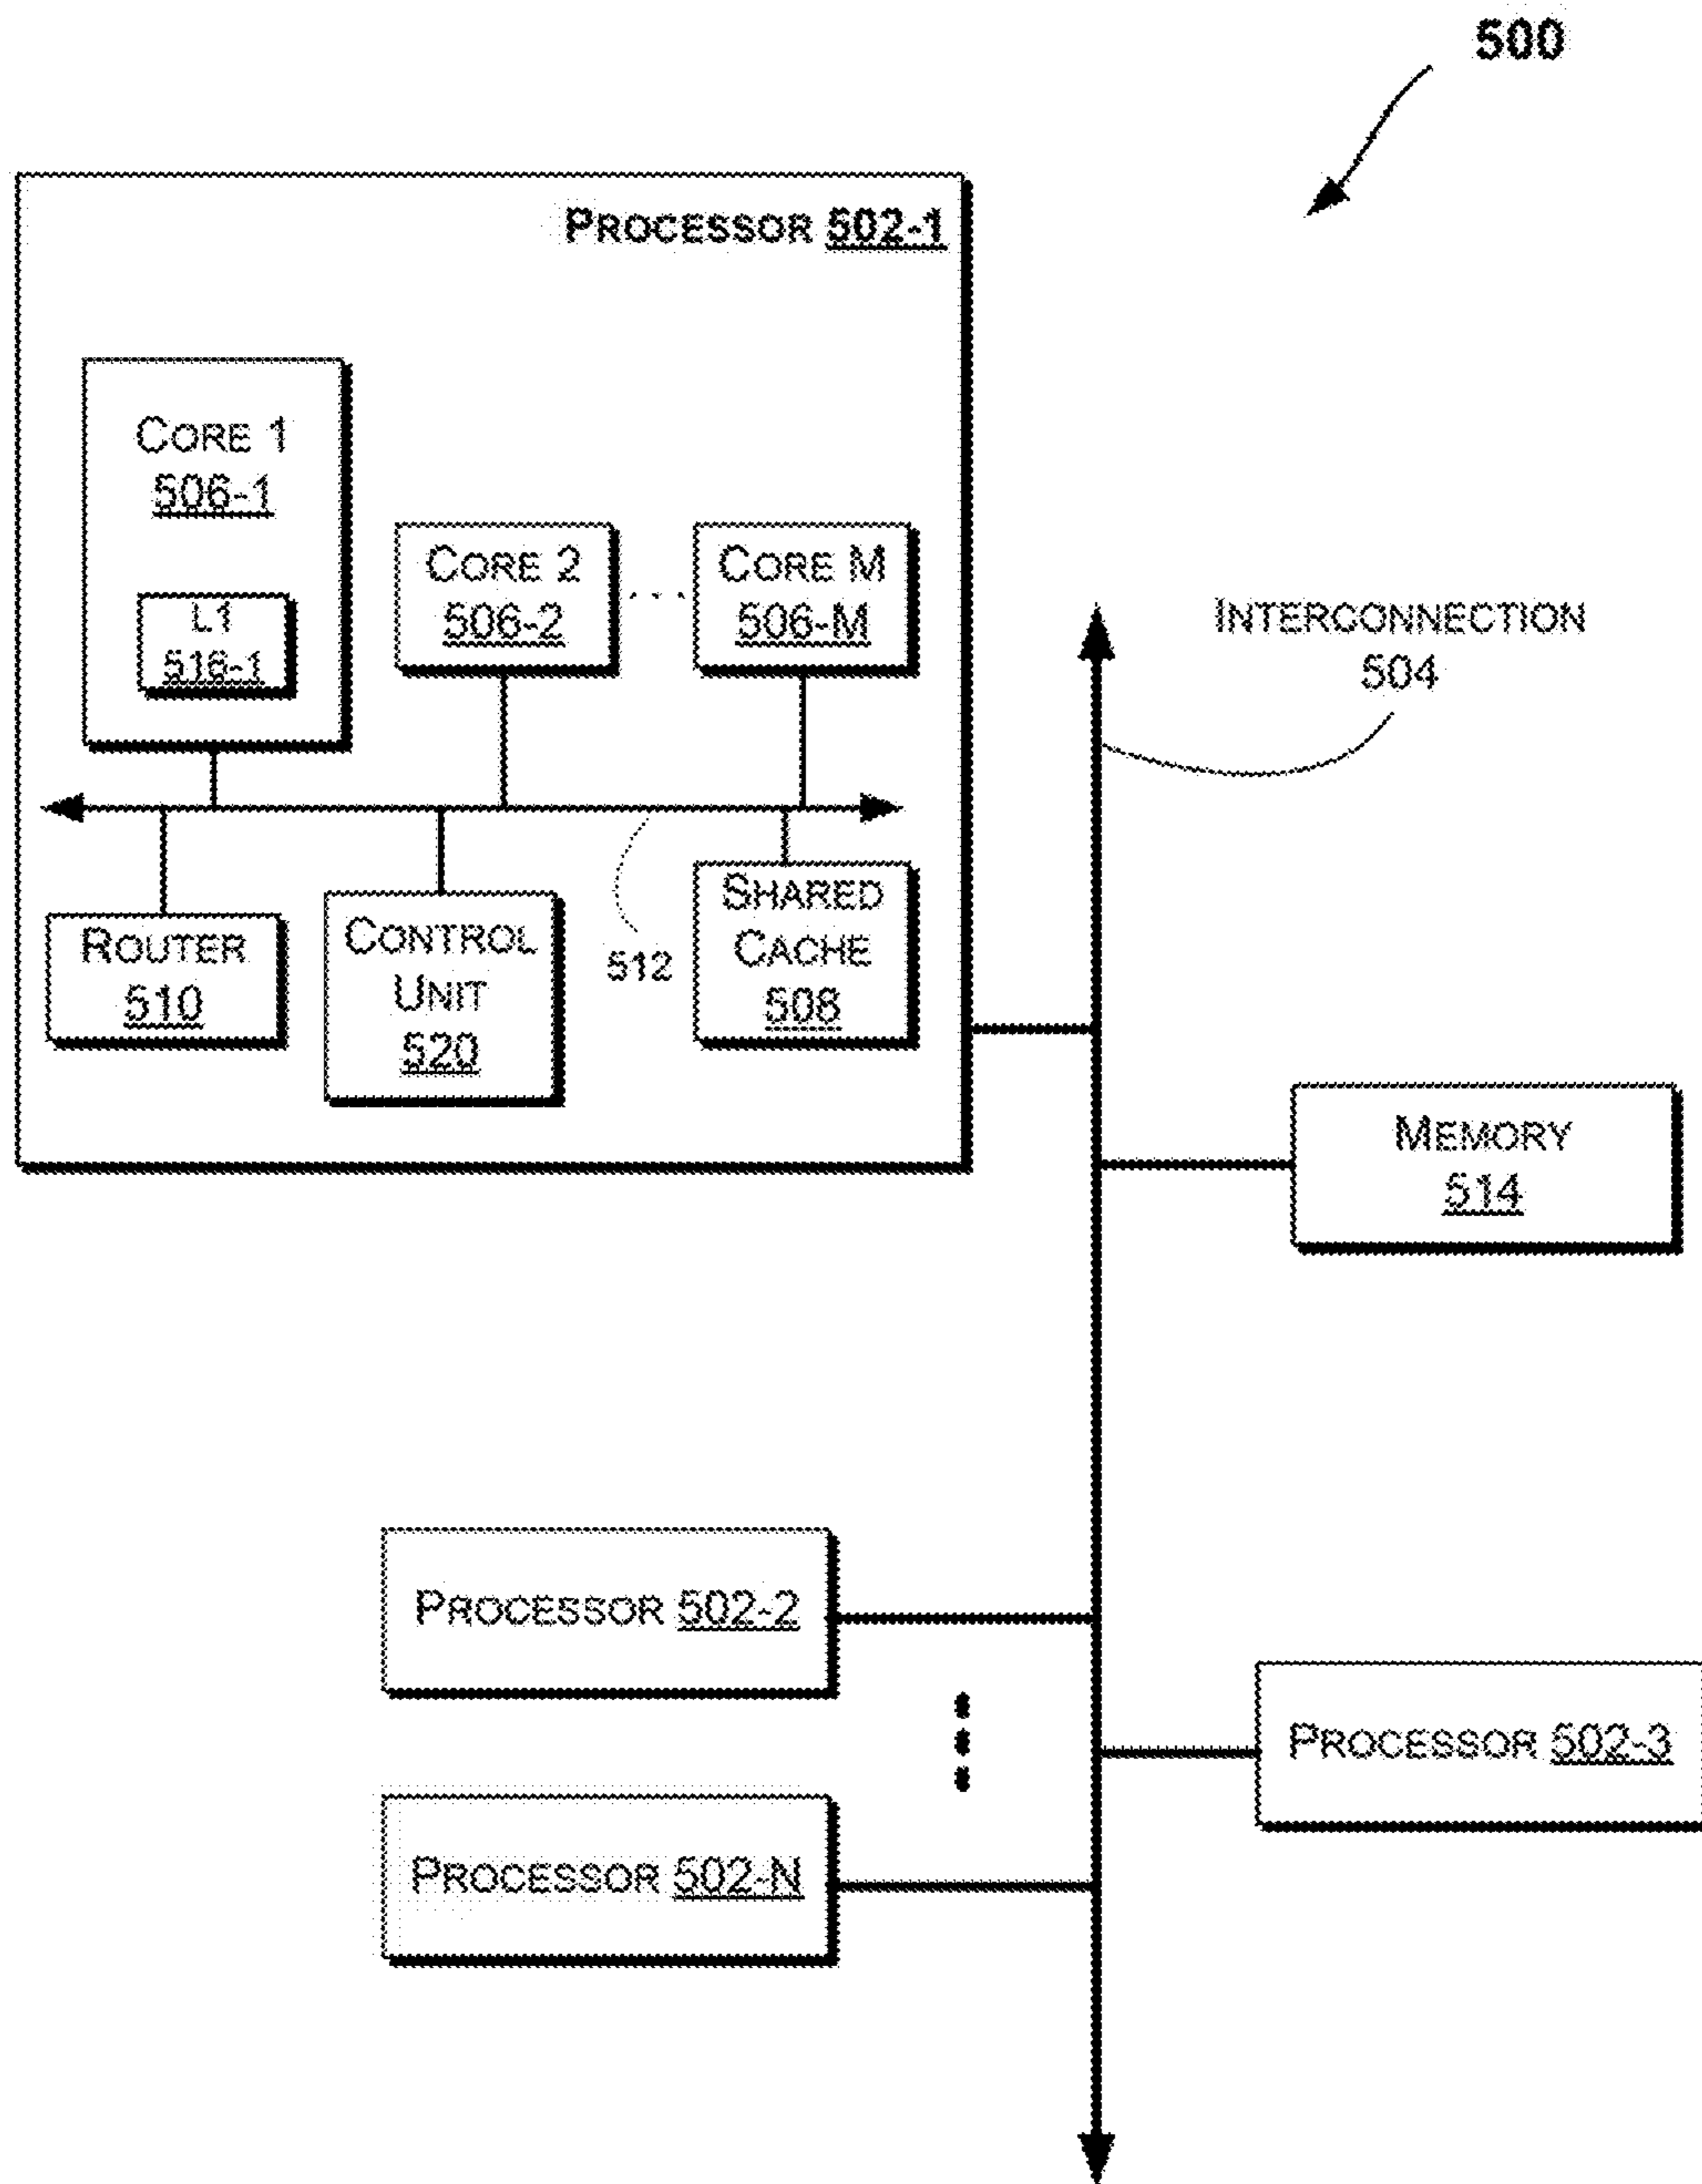 500
PROCESSOR 502-1
CORE 1
506-1
L1
516-1
CORE 2
506-2
. . .
CORE M
506-M
INTERCONNECTION
504
ROUTER
510
CONTROL
UNIT
520
512
SHARED
CACHE
508
MEMORY
514
PROCESSOR 502-2
PROCESSOR 502-3
PROCESSOR 502-N